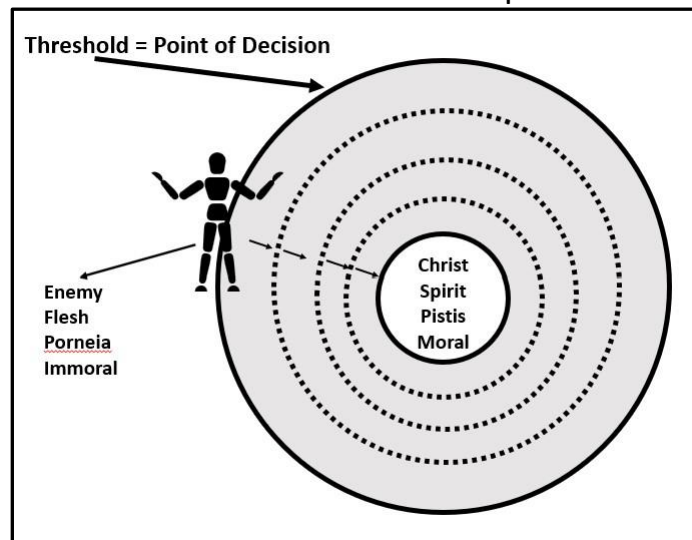 Threshold = Point of Decision
Christ
Spirit
Pistis
Moral
Enemy
Flesh
Porneia
Immoral